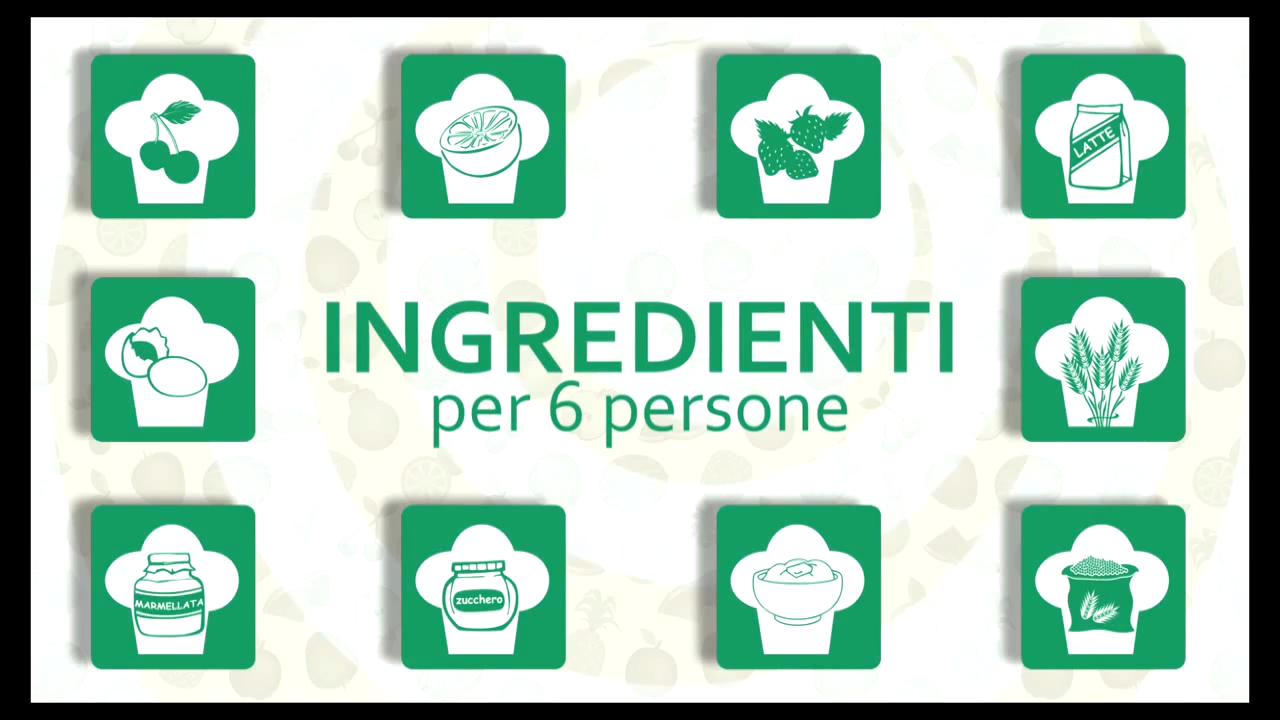 LATTE
INGREDIENTI
per 6 persone
MARMELLATA
zucchero